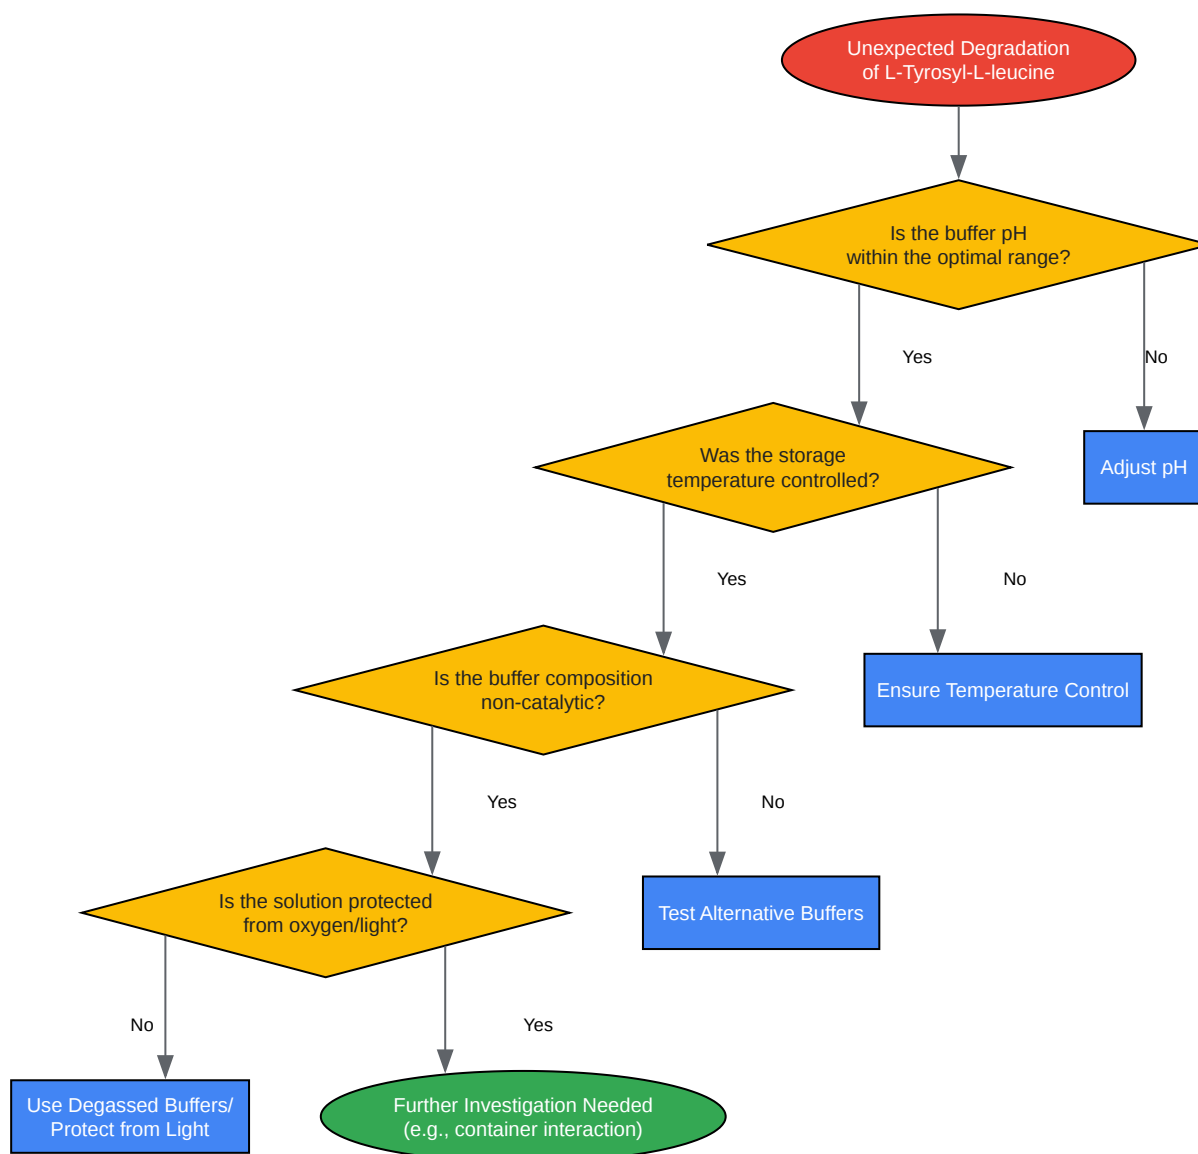 Unexpected Degradation
of L-Tyrosyl-L-leucine
Is the buffer pH
within the optimal range?
Yes
No
Was the storage
temperature controlled?
Adjust pH
Yes
No
Is the buffer composition
non-catalytic?
Ensure Temperature Control
Yes
No
Is the solution protected
from oxygen/light?
Test Alternative Buffers
No
Yes
Use Degassed Buffers/
Protect from Light
Further Investigation Needed
(e.g., container interaction)